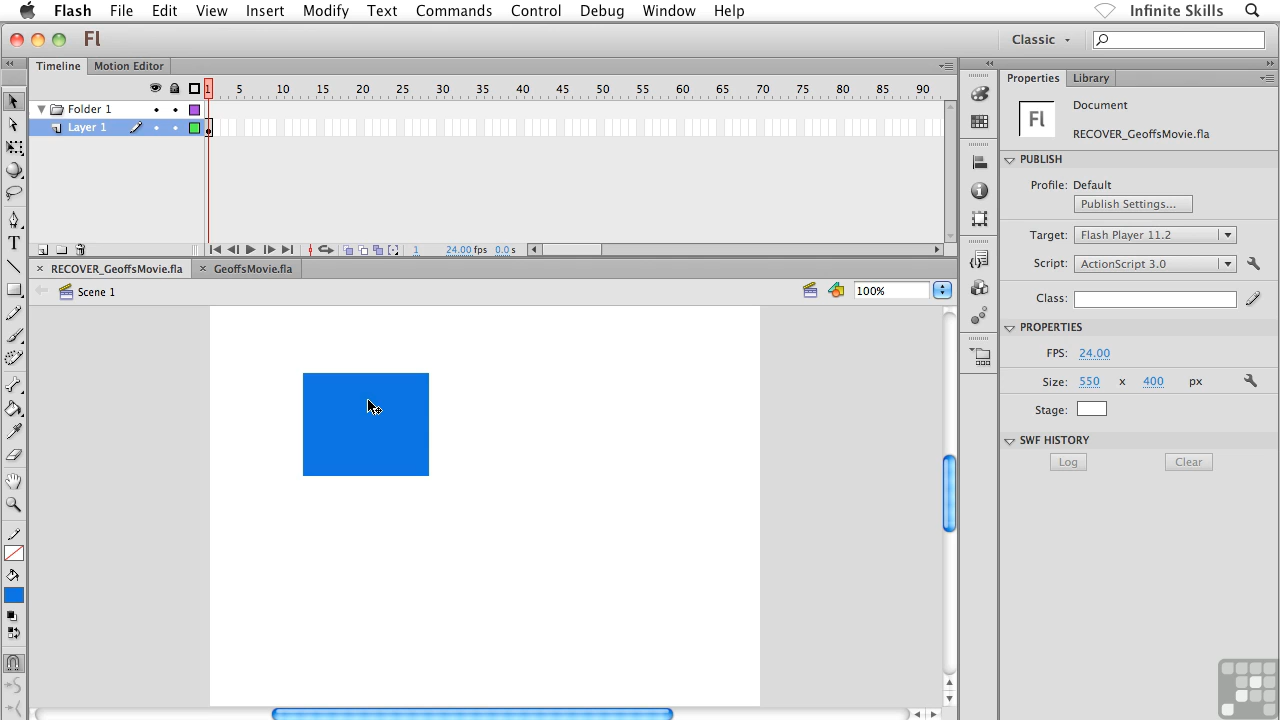 Flash File Edit View Insert Modify Text Commands Control Debug Window Help Infinite Skills
Fl Classic
Timeline Motion Editor Properties Library
1 5 10 15 20 25 30 35 40 45 50 55 60 65 70 75 80 85 90
Folder 1
Layer 1
Fl
Document
RECOVER_GeoffsMovie.fla
PUBLISH
Profile: Default
Publish Settings...
Target: Flash Player 11.2
1 24.00 fps 0.0 s
Script: ActionScript 3.0
× RECOVER_GeoffsMovie.fla × GeoffsMovie.fla
Scene 1 100%
Class:
PROPERTIES
FPS: 24.00
Size: 550 x 400 px
Stage:
SWF HISTORY
Log Clear